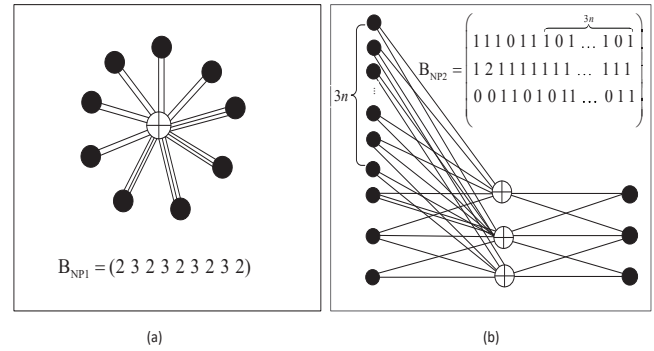 B_NP1 = (2 3 2 3 2 3 2 3 2)
(a)
3n
3n
B_NP2 =
1 1 1 0 1 1 1 0 1 ... 1 0 1
1 2 1 1 1 1 1 1 1 ... 1 1 1
0 0 1 1 0 1 0 1 1 ... 0 1 1
(b)